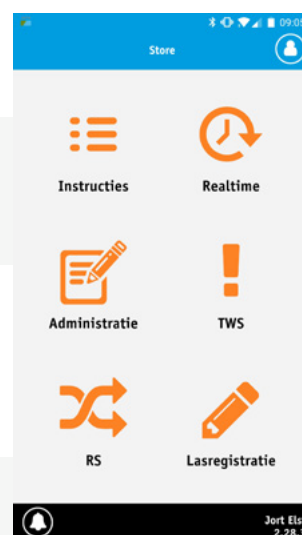 09:05
Store
Instructies
Realtime
Administratie
TWS
RS
Lasregistratie
Jort Els
2.28.